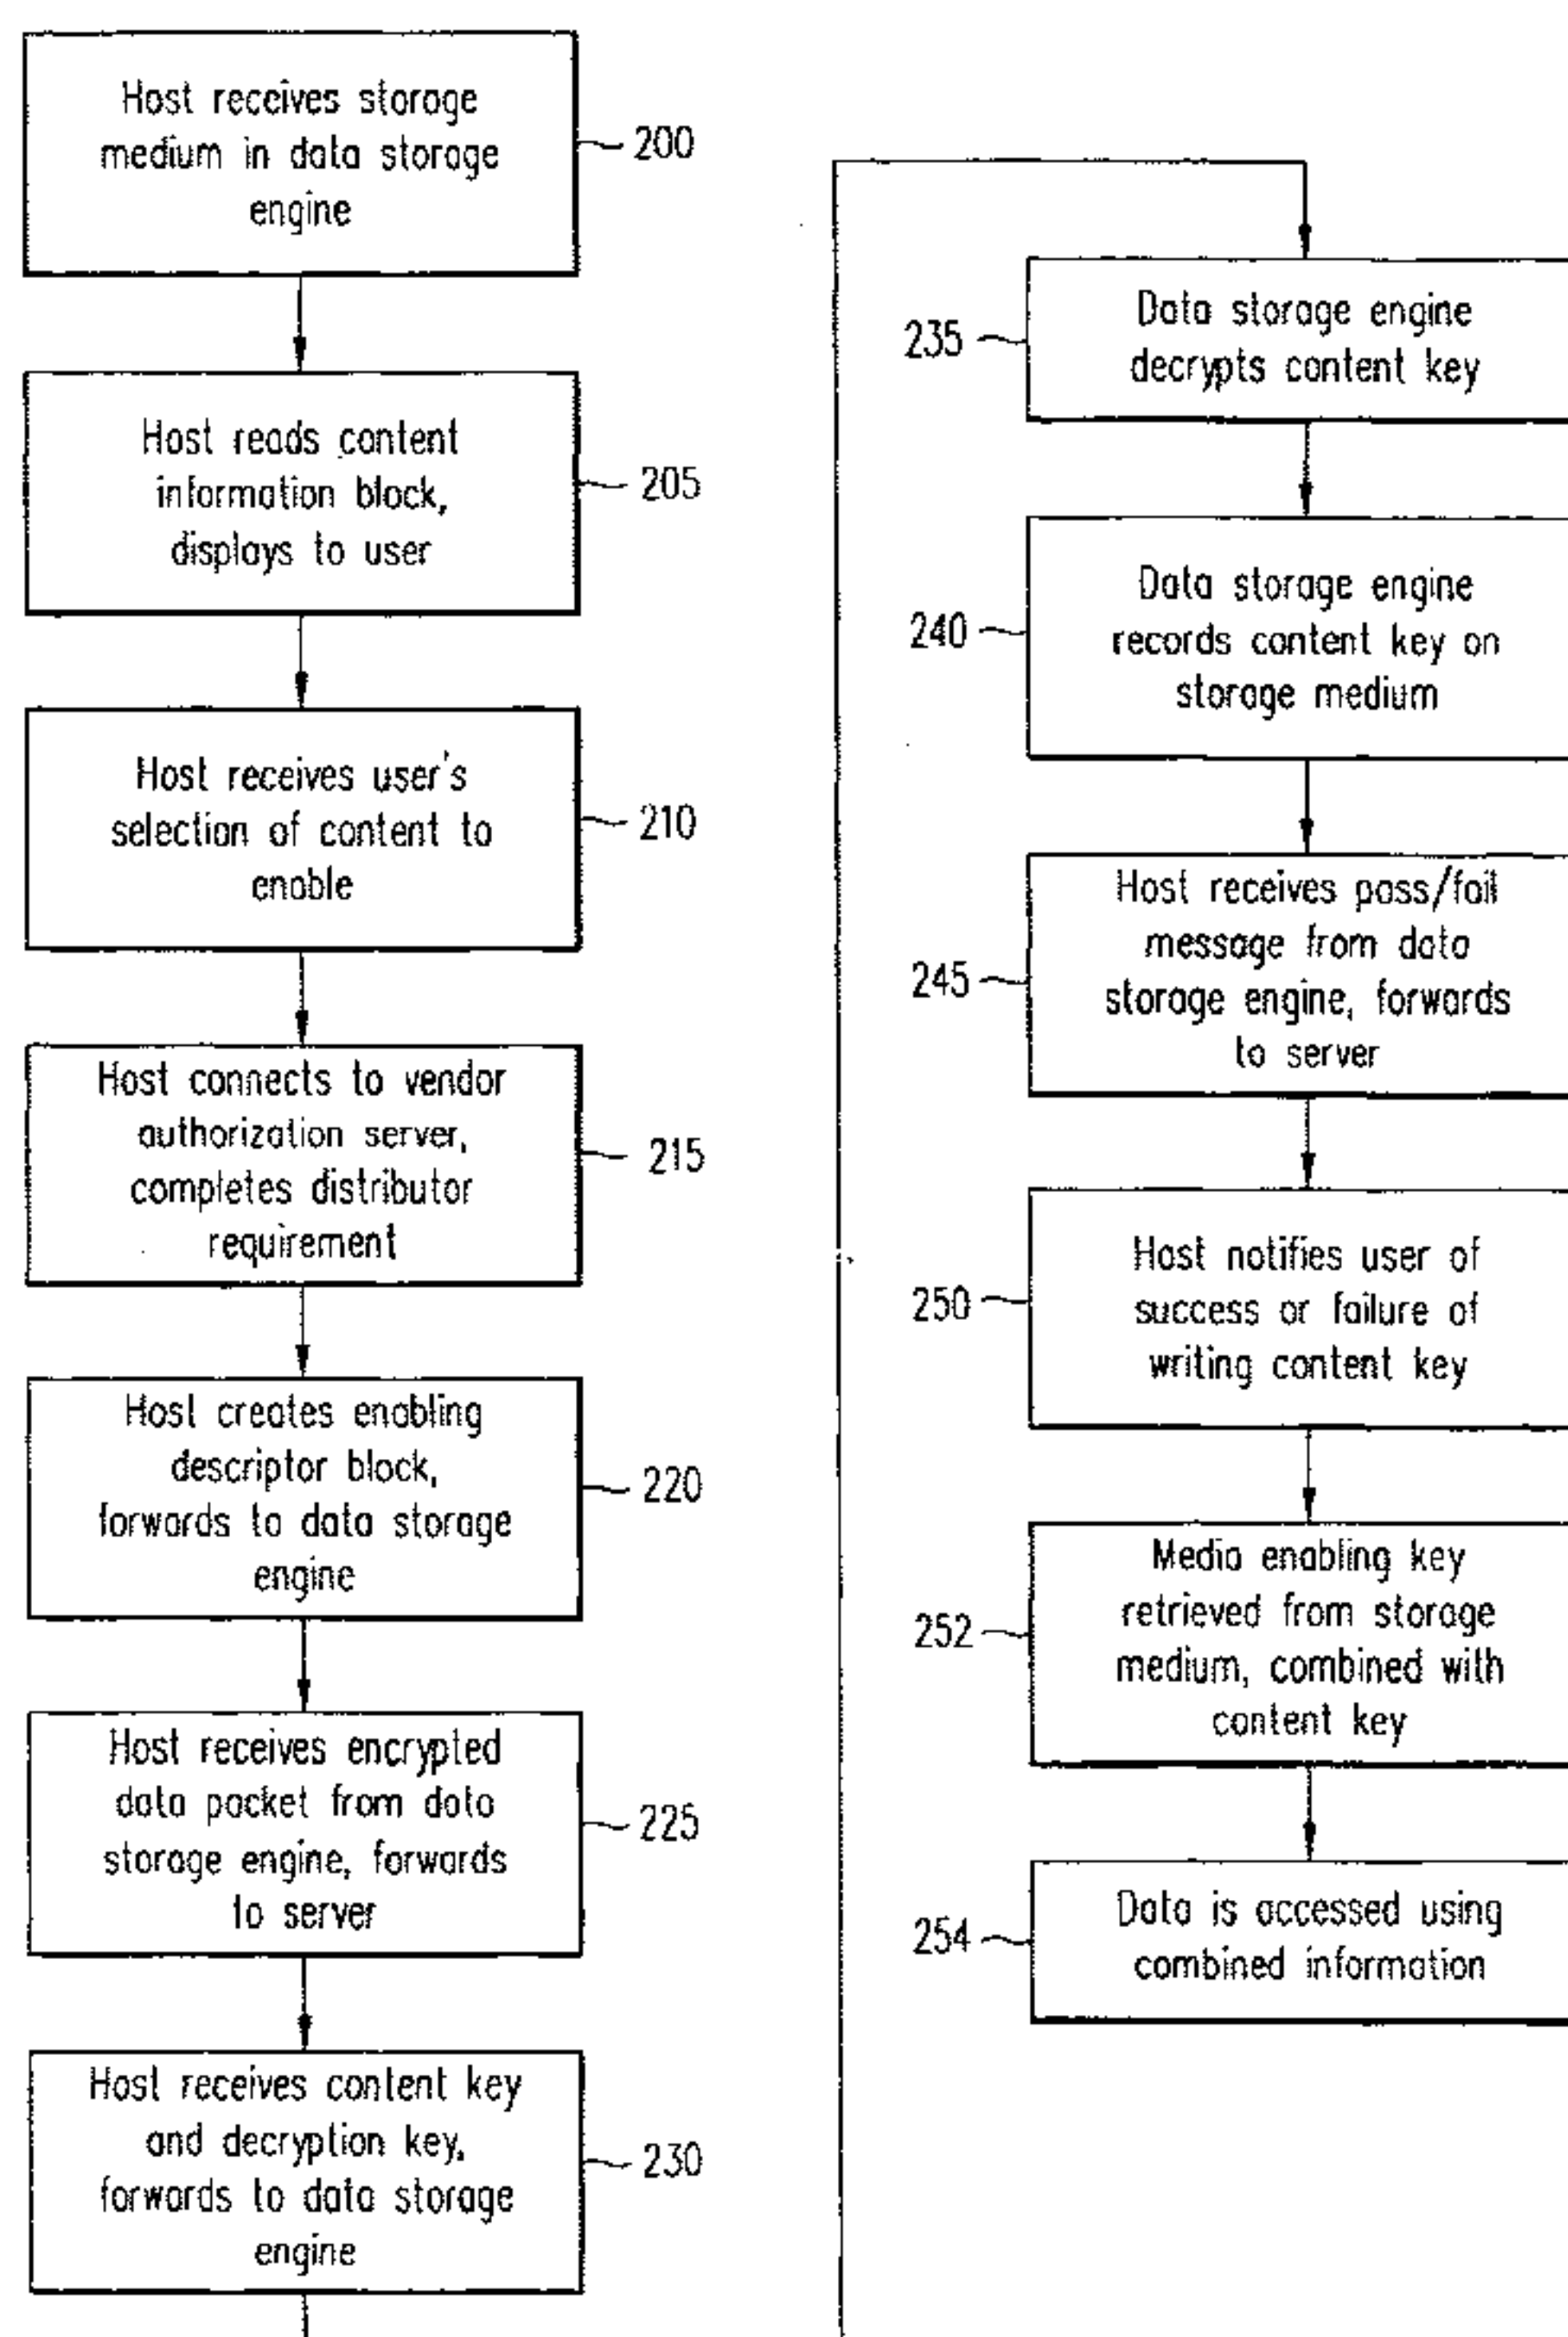 Host receives storage
medium in data storage
engine
200
Host reads content
information block,
displays to user
205
Host receives user's
selection of content to
enable
210
Host connects to vendor
authorization server,
completes distributor
requirement
215
Host creates enabling
descriptor block,
forwards to data storage
engine
220
Host receives encrypted
data packet from data
storage engine, forwards
to server
225
Host receives content key
and decryption key,
forwards to data storage
engine
230
Data storage engine
decrypts content key
235
Data storage engine
records content key on
storage medium
240
Host receives pass/fail
message from data
storage engine, forwards
to server
245
Host notifies user of
success or failure of
writing content key
250
Media enabling key
retrieved from storage
medium, combined with
content key
252
Data is accessed using
combined information
254